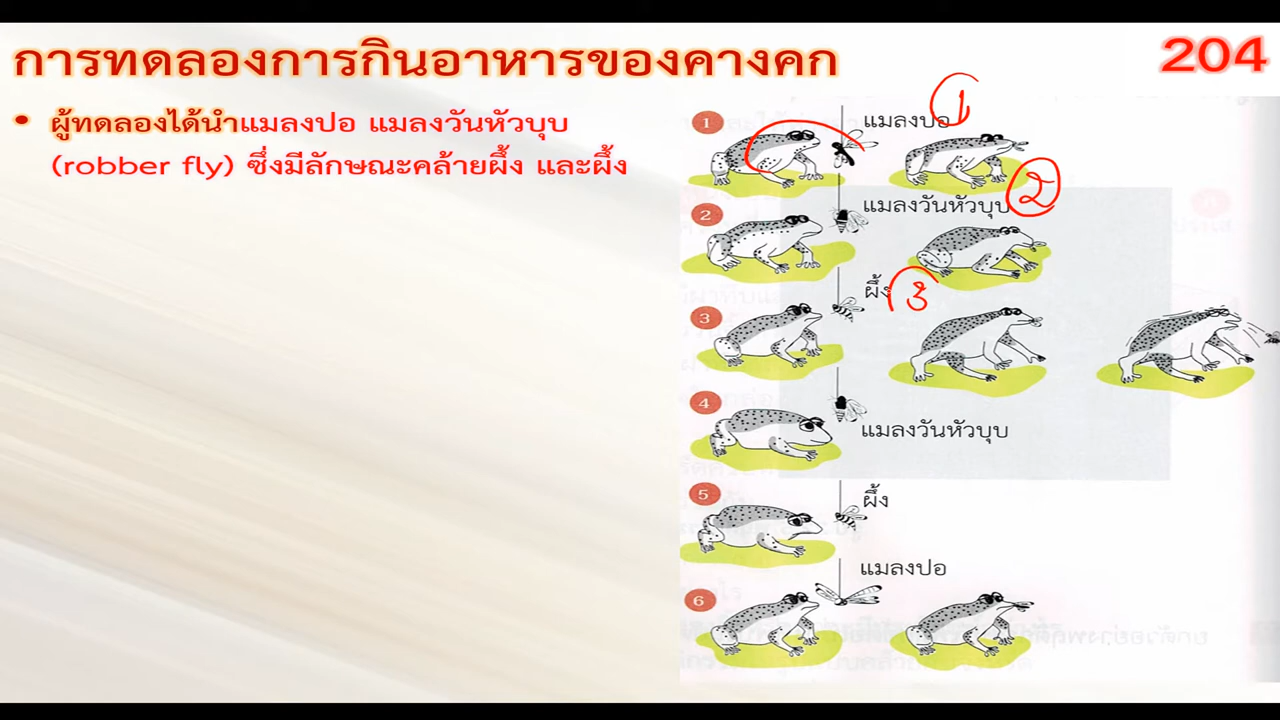 การทดลองการกินอาหารของคางคก
204
• ผู้ทดลองได้นำแมลงปอ แมลงวันหัวบุบ
(robber fly) ซึ่งมีลักษณะคล้ายผึ้ง และผึ้ง
1
แมลงปอ
1
2
แมลงวันหัวบุบ
2
3
ผึ้ง
3
4
แมลงวันหัวบุบ
5
ผึ้ง
6
แมลงปอ